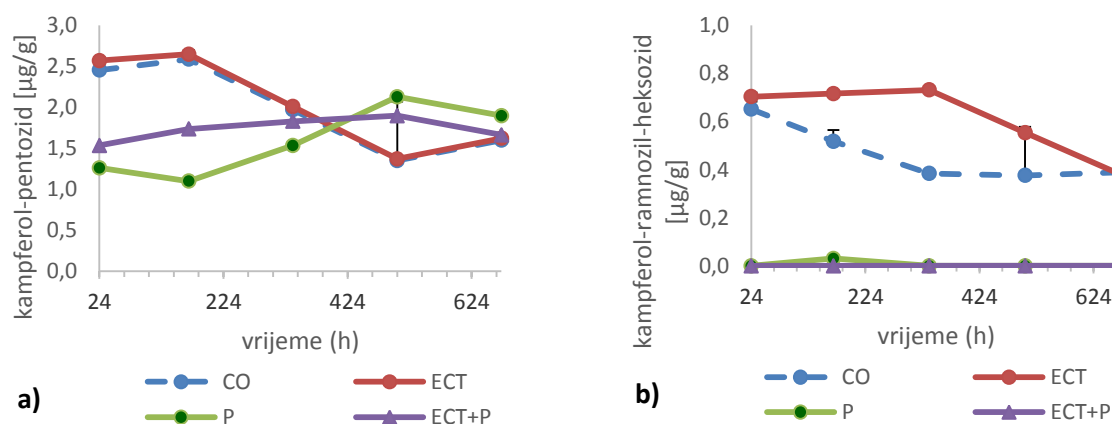 kampferol-pentozid [µg/g]
3,0
2,5
2,0
1,5
1,0
0,5
0,0
24
224
424
624
vrijeme (h)
CO
ECT
P
ECT+P
a)
kampferol-ramnozil-heksozid
[µg/g]
1,0
0,8
0,6
0,4
0,2
0,0
24
224
424
624
vrijeme (h)
CO
ECT
P
ECT+P
b)